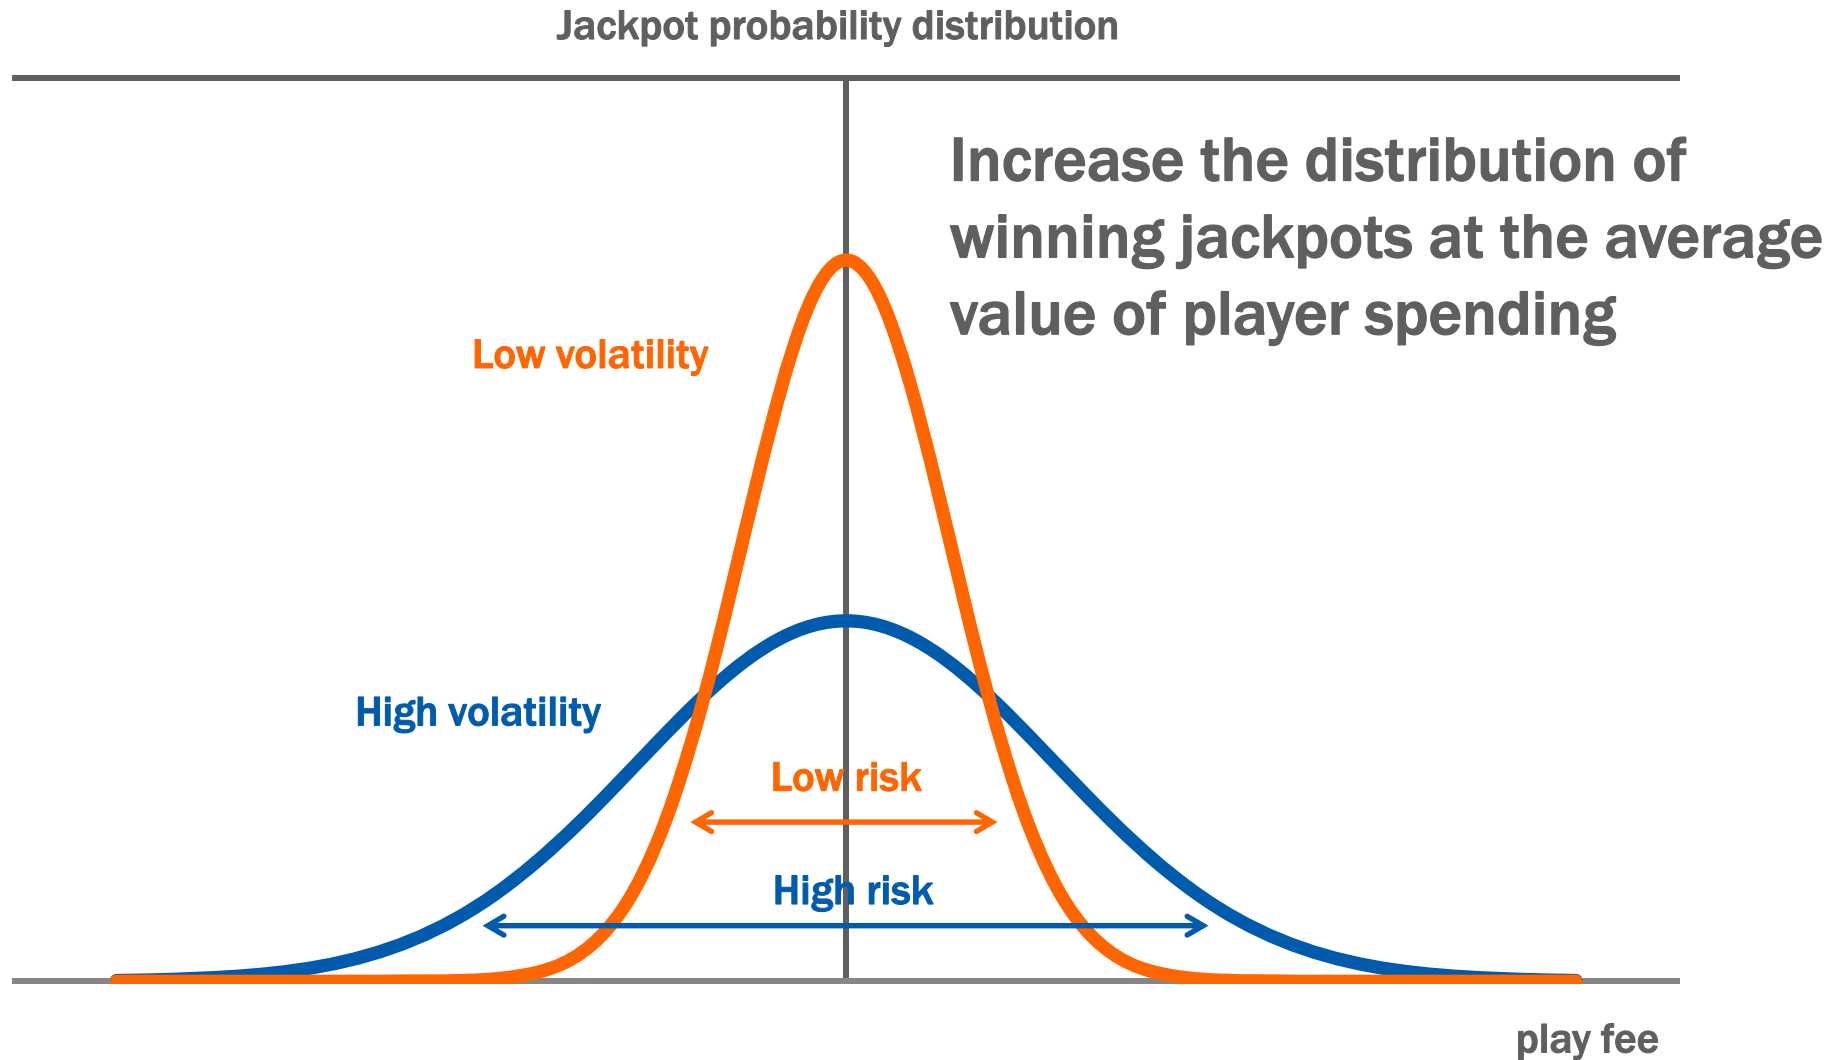 Jackpot probability distribution
Increase the distribution of
winning jackpots at the average
value of player spending
Low volatility
High volatility
Low risk
High risk
play fee